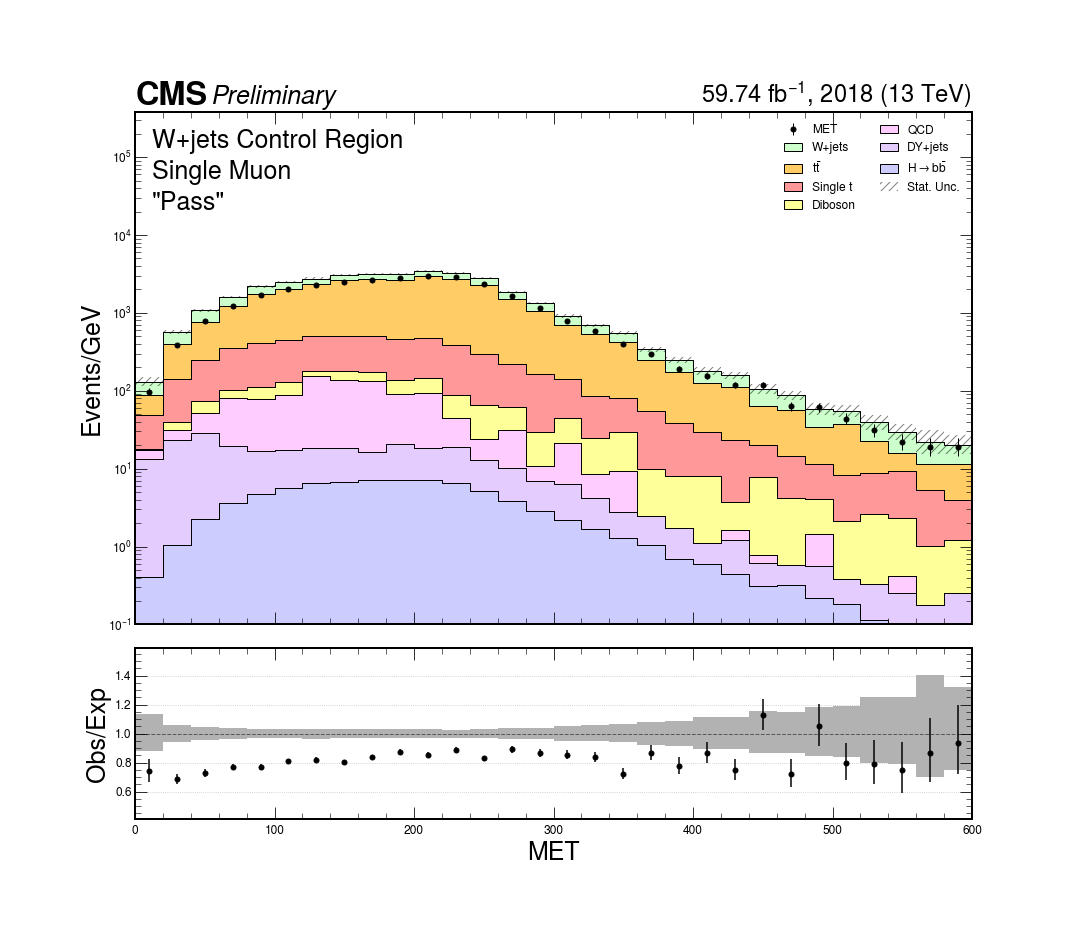 CMS Preliminary 59.74 fb⁻¹, 2018 (13 TeV)
W+jets Control Region
Single Muon
"Pass"
MET
W+jets
tt̄
Single t
Diboson
QCD
DY+jets
H→bb̄
Stat. Unc.
Events/GeV
10⁵
10⁴
10³
10²
10¹
10⁰
10⁻¹
Obs/Exp
1.4
1.2
1.0
0.8
0.6
0 100 200 300 400 500 600
MET